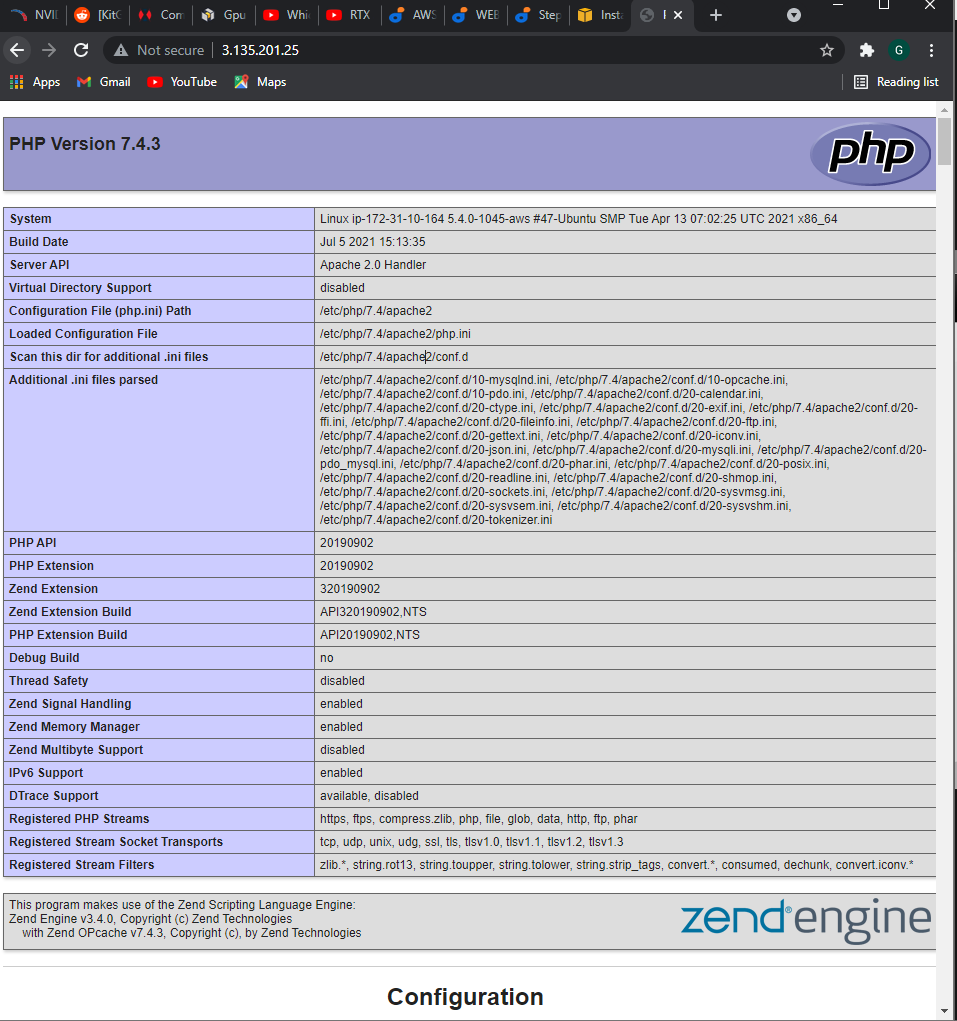 NVI
[KitG
Com
Gpu
Whi
RTX
AWS
WEB
Step
Insta
Not secure
3.135.201.25
G
Apps
Gmail
YouTube
Maps
Reading list
PHP Version 7.4.3
php
System Linux ip-172-31-10-164 5.4.0-1045-aws #47-Ubuntu SMP Tue Apr 13 07:02:25 UTC 2021 x86_64
Build Date Jul 5 2021 15:13:35
Server API Apache 2.0 Handler
Virtual Directory Support disabled
Configuration File (php.ini) Path /etc/php/7.4/apache2
Loaded Configuration File /etc/php/7.4/apache2/php.ini
Scan this dir for additional .ini files /etc/php/7.4/apache2/conf.d
Additional .ini files parsed /etc/php/7.4/apache2/conf.d/10-mysqlnd.ini, /etc/php/7.4/apache2/conf.d/10-opcache.ini,
/etc/php/7.4/apache2/conf.d/10-pdo.ini, /etc/php/7.4/apache2/conf.d/20-calendar.ini,
/etc/php/7.4/apache2/conf.d/20-ctype.ini, /etc/php/7.4/apache2/conf.d/20-exif.ini, /etc/php/7.4/apache2/conf.d/20-
ffi.ini, /etc/php/7.4/apache2/conf.d/20-fileinfo.ini, /etc/php/7.4/apache2/conf.d/20-ftp.ini,
/etc/php/7.4/apache2/conf.d/20-gettext.ini, /etc/php/7.4/apache2/conf.d/20-iconv.ini,
/etc/php/7.4/apache2/conf.d/20-json.ini, /etc/php/7.4/apache2/conf.d/20-mysqli.ini, /etc/php/7.4/apache2/conf.d/20-
pdo_mysql.ini, /etc/php/7.4/apache2/conf.d/20-phar.ini, /etc/php/7.4/apache2/conf.d/20-posix.ini,
/etc/php/7.4/apache2/conf.d/20-readline.ini, /etc/php/7.4/apache2/conf.d/20-shmop.ini,
/etc/php/7.4/apache2/conf.d/20-sockets.ini, /etc/php/7.4/apache2/conf.d/20-sysvmsg.ini,
/etc/php/7.4/apache2/conf.d/20-sysvsem.ini, /etc/php/7.4/apache2/conf.d/20-sysvshm.ini,
/etc/php/7.4/apache2/conf.d/20-tokenizer.ini
PHP API 20190902
PHP Extension 20190902
Zend Extension 320190902
Zend Extension Build API320190902,NTS
PHP Extension Build API20190902,NTS
Debug Build no
Thread Safety disabled
Zend Signal Handling enabled
Zend Memory Manager enabled
Zend Multibyte Support disabled
IPv6 Support enabled
DTrace Support available, disabled
Registered PHP Streams https, ftps, compress.zlib, php, file, glob, data, http, ftp, phar
Registered Stream Socket Transports tcp, udp, unix, udg, ssl, tls, tlsv1.0, tlsv1.1, tlsv1.2, tlsv1.3
Registered Stream Filters zlib.*, string.rot13, string.toupper, string.tolower, string.strip_tags, convert.*, consumed, dechunk, convert.iconv.*
This program makes use of the Zend Scripting Language Engine:
Zend Engine v3.4.0, Copyright (c) Zend Technologies
with Zend OPcache v7.4.3, Copyright (c), by Zend Technologies
zend® engine
Configuration